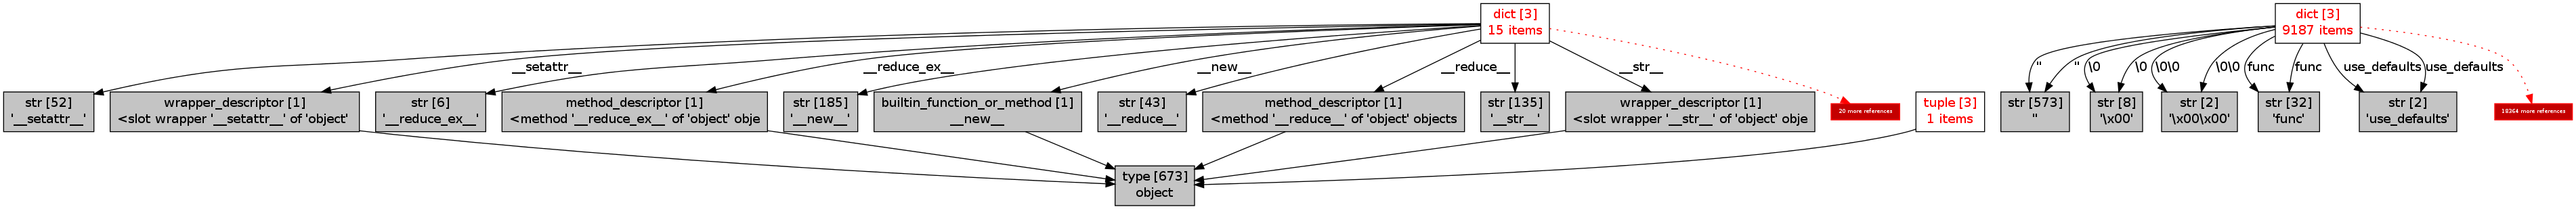 dict [3]
15 items
dict [3]
9187 items
__setattr__
__reduce_ex__
__new__
__reduce__
__str__
"
"
\0
\0
\0\0
\0\0
func
func
use_defaults
use_defaults
str [52]
'__setattr__'
wrapper_descriptor [1]
<slot wrapper '__setattr__' of 'object'
str [6]
'__reduce_ex__'
method_descriptor [1]
<method '__reduce_ex__' of 'object' obje
str [185]
'__new__'
builtin_function_or_method [1]
__new__
str [43]
'__reduce__'
method_descriptor [1]
<method '__reduce__' of 'object' objects
str [135]
'__str__'
wrapper_descriptor [1]
<slot wrapper '__str__' of 'object' obje
20 more references
tuple [3]
1 items
str [573]
"
str [8]
'\x00'
str [2]
'\x00\x00'
str [32]
'func'
str [2]
'use_defaults'
18364 more references
type [673]
object